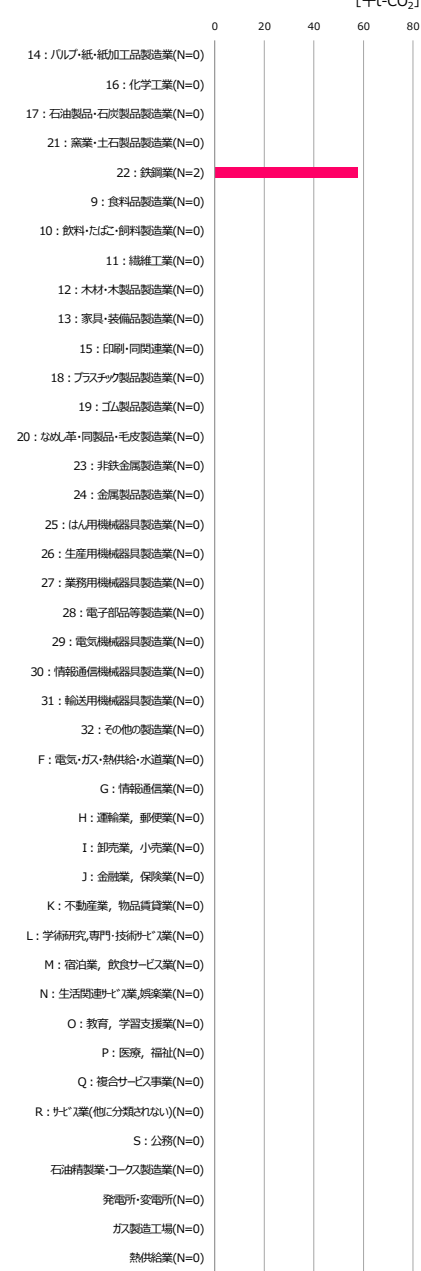 [千t-CO₂]
0 20 40 60 80
14：パルプ・紙・紙加工品製造業(N=0)
16：化学工業(N=0)
17：石油製品・石炭製品製造業(N=0)
21：窯業・土石製品製造業(N=0)
22：鉄鋼業(N=2)
9：食料品製造業(N=0)
10：飲料・たばこ・飼料製造業(N=0)
11：繊維工業(N=0)
12：木材・木製品製造業(N=0)
13：家具・装備品製造業(N=0)
15：印刷・同関連業(N=0)
18：プラスチック製品製造業(N=0)
19：ゴム製品製造業(N=0)
20：なめし革・同製品・毛皮製造業(N=0)
23：非鉄金属製造業(N=0)
24：金属製品製造業(N=0)
25：はん用機械器具製造業(N=0)
26：生産用機械器具製造業(N=0)
27：業務用機械器具製造業(N=0)
28：電子部品等製造業(N=0)
29：電気機械器具製造業(N=0)
30：情報通信機械器具製造業(N=0)
31：輸送用機械器具製造業(N=0)
32：その他の製造業(N=0)
F：電気・ガス・熱供給・水道業(N=0)
G：情報通信業(N=0)
H：運輸業，郵便業(N=0)
I：卸売業，小売業(N=0)
J：金融業，保険業(N=0)
K：不動産業，物品賃貸業(N=0)
L：学術研究,専門・技術ｻｰﾋﾞｽ業(N=0)
M：宿泊業，飲食サービス業(N=0)
N：生活関連ｻｰﾋﾞｽ業,娯楽業(N=0)
O：教育，学習支援業(N=0)
P：医療，福祉(N=0)
Q：複合サービス事業(N=0)
R：ｻｰﾋﾞｽ業(他に分類されない)(N=0)
S：公務(N=0)
石油精製業・コークス製造業(N=0)
発電所・変電所(N=0)
ガス製造工場(N=0)
熱供給業(N=0)